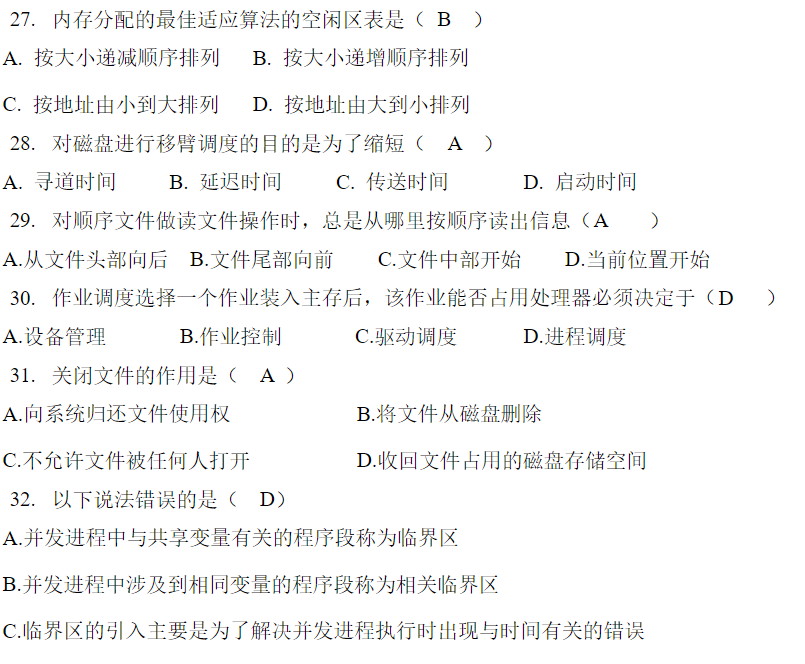 27. 内存分配的最佳适应算法的空闲区表是（ B ）
A. 按大小递减顺序排列 B. 按大小递增顺序排列
C. 按地址由小到大排列 D. 按地址由大到小排列
28. 对磁盘进行移臂调度的目的是为了缩短（ A ）
A. 寻道时间 B. 延迟时间 C. 传送时间 D. 启动时间
29. 对顺序文件做读文件操作时，总是从哪里按顺序读出信息（A ）
A.从文件头部向后 B.文件尾部向前 C.文件中部开始 D.当前位置开始
30. 作业调度选择一个作业装入主存后，该作业能否占用处理器必须决定于（D ）
A.设备管理 B.作业控制 C.驱动调度 D.进程调度
31. 关闭文件的作用是（ A ）
A.向系统归还文件使用权 B.将文件从磁盘删除
C.不允许文件被任何人打开 D.收回文件占用的磁盘存储空间
32. 以下说法错误的是（ D）
A.并发进程中与共享变量有关的程序段称为临界区
B.并发进程中涉及到相同变量的程序段称为相关临界区
C.临界区的引入主要是为了解决并发进程执行时出现与时间有关的错误